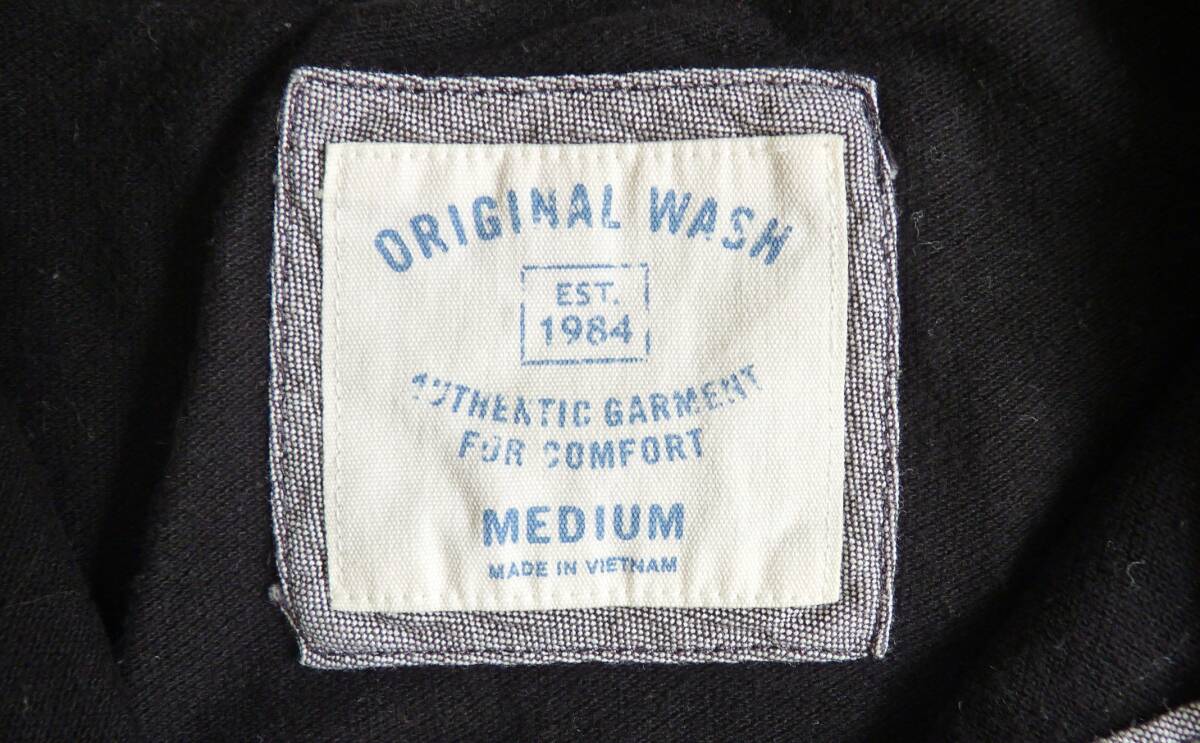 ORIGINAL WASH
EST.
1984
AUTHENTIC GARMENT
FOR COMFORT
MEDIUM
MADE IN VIETNAM